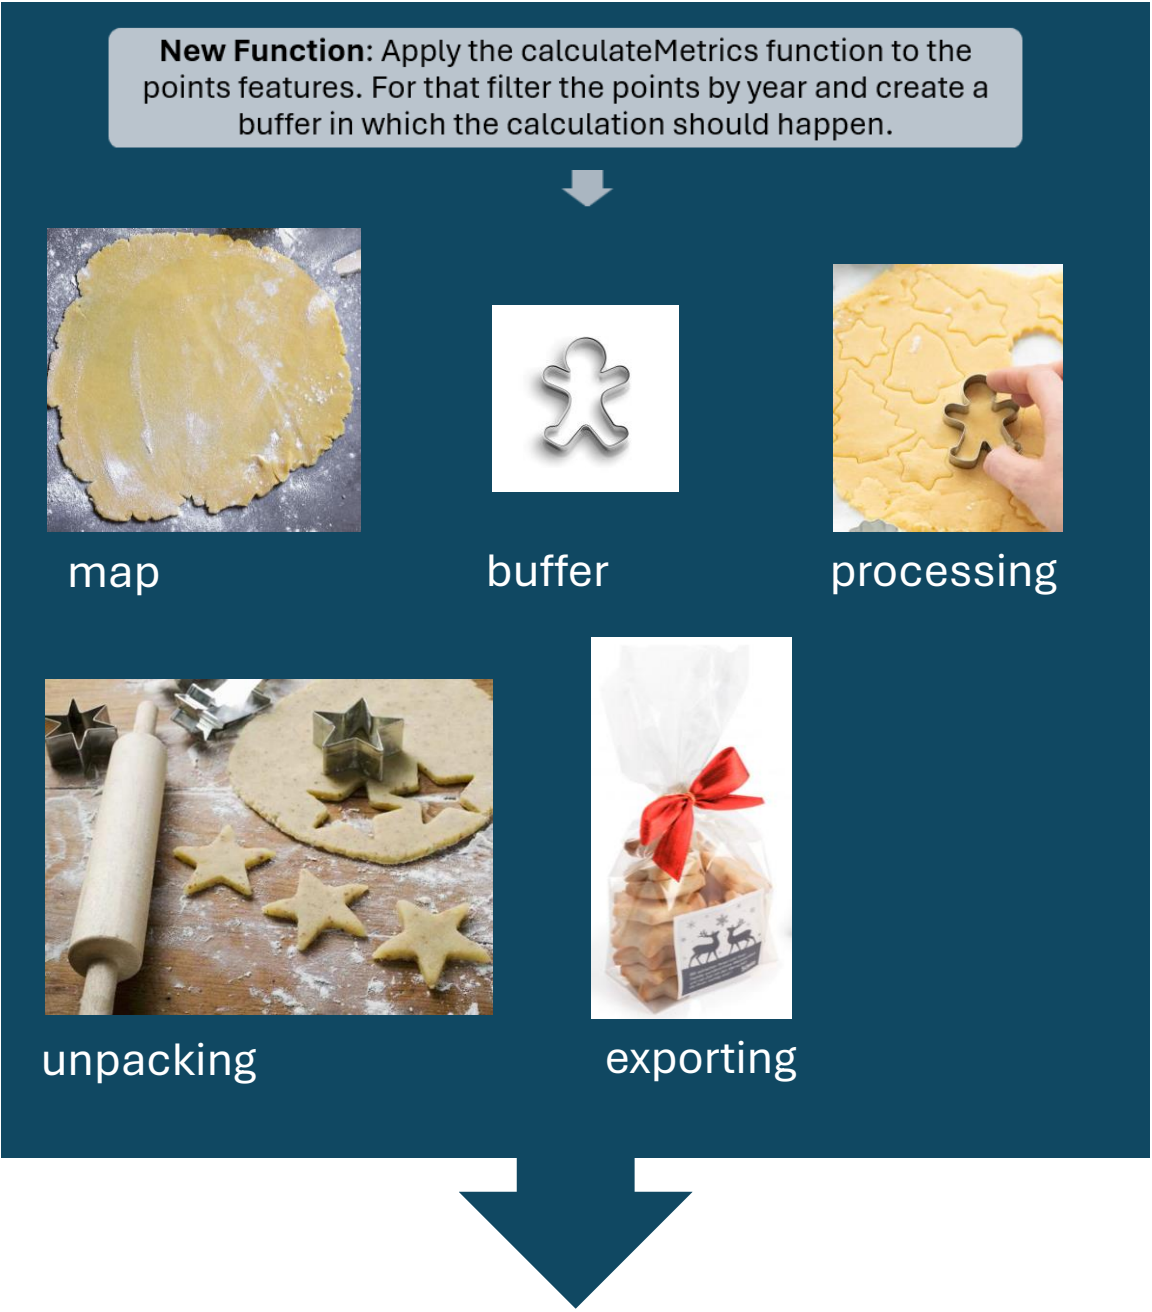 New Function: Apply the calculateMetrics function to the
points features. For that filter the points by year and create a
buffer in which the calculation should happen.
map
buffer
processing
unpacking
exporting